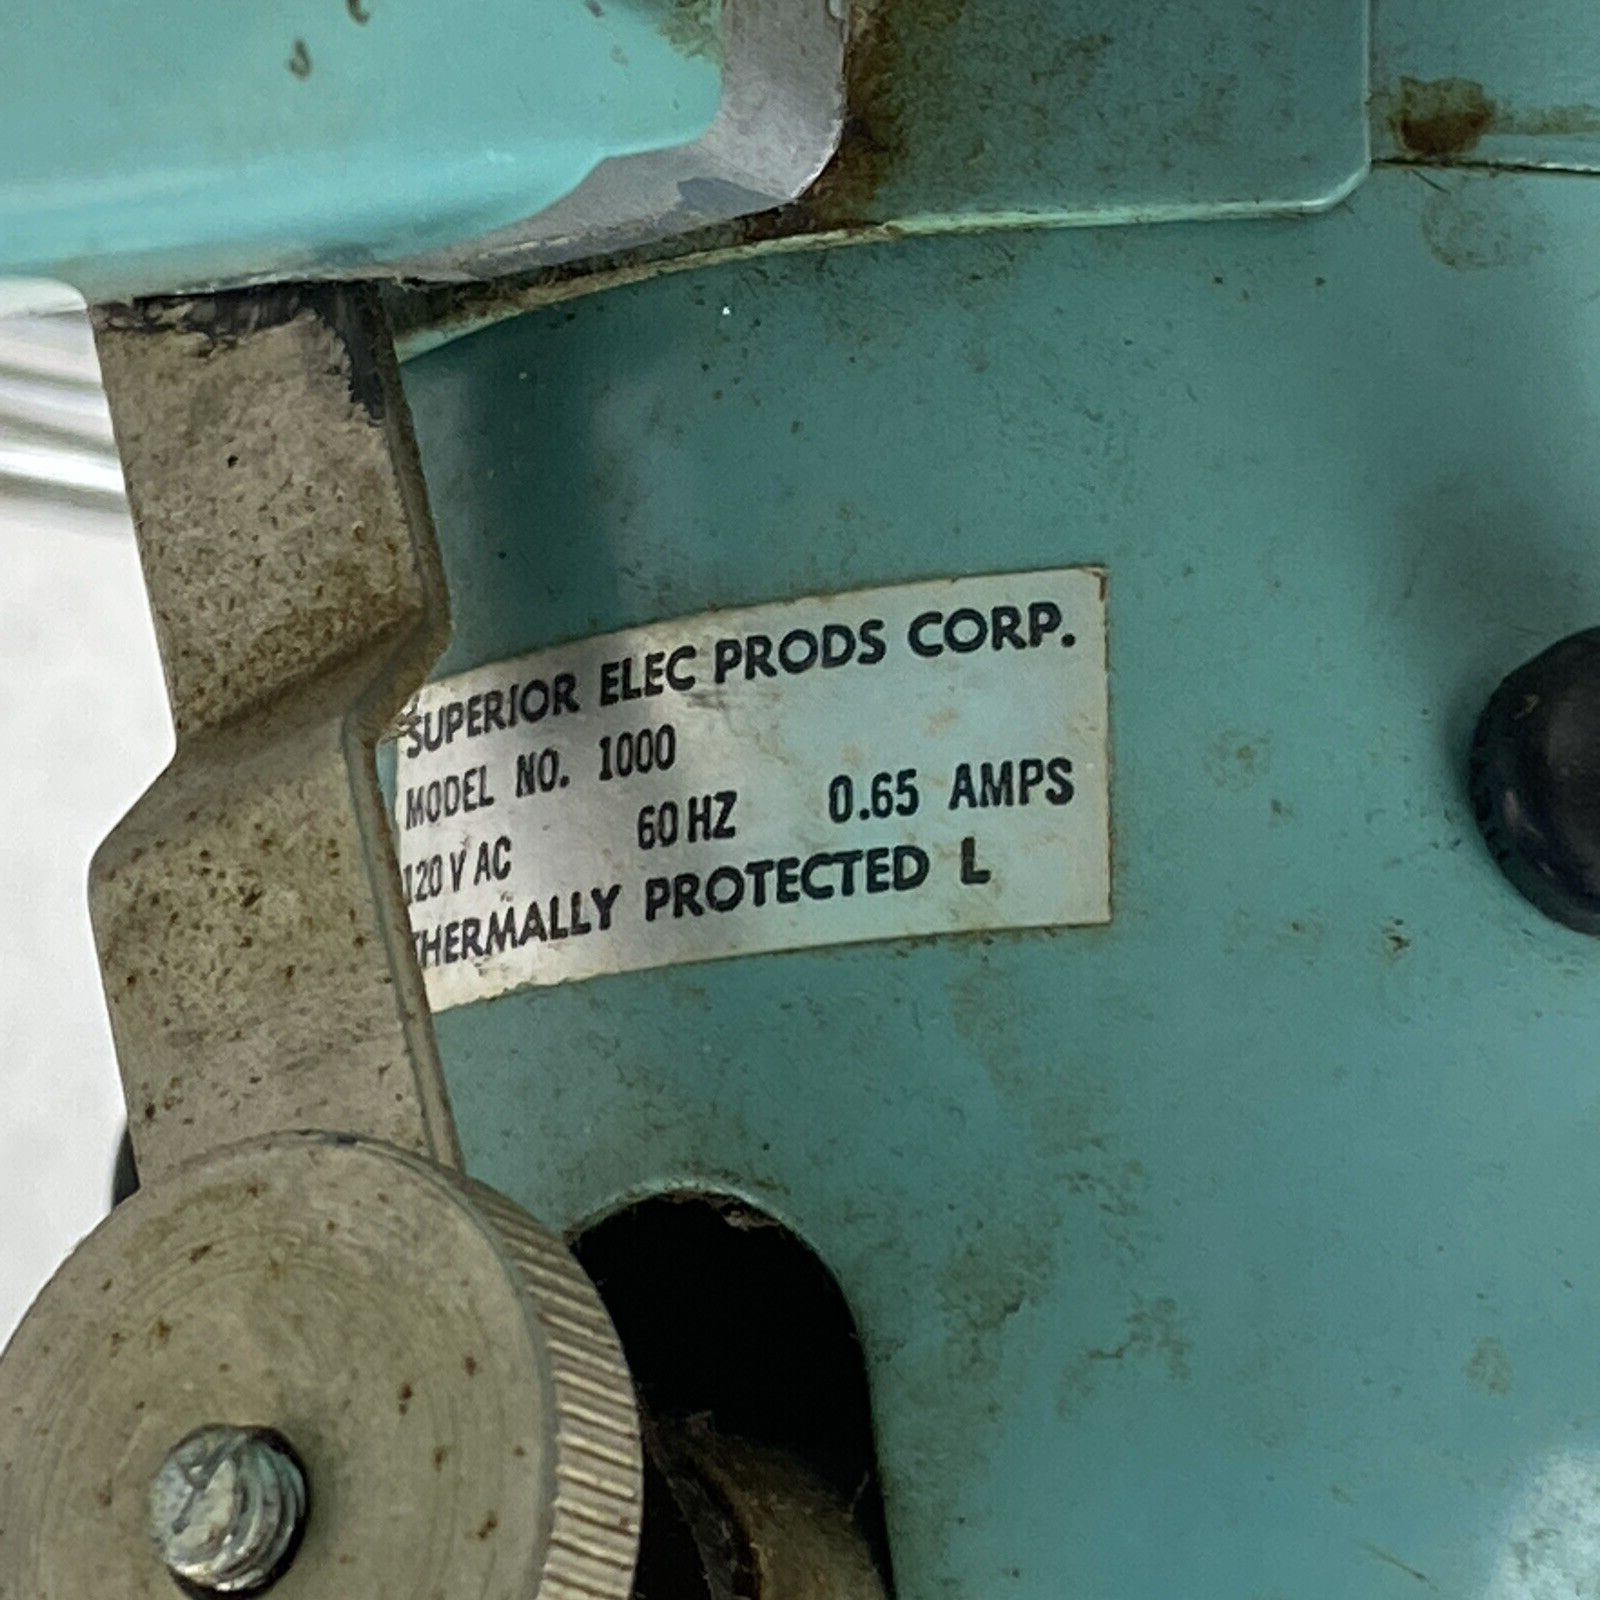 SUPERIOR ELEC PRODS CORP.
MODEL NO. 1000
120 V AC 60 HZ 0.65 AMPS
THERMALLY PROTECTED L